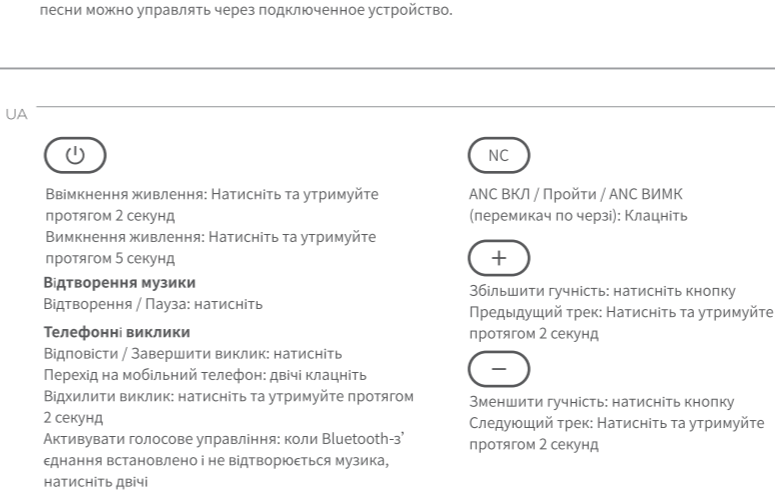 песни можно управлять через подключенное устройство.
UA
Ввімкнення живлення: Натисніть та утримуйте
протягом 2 секунд
Вимкнення живлення: Натисніть та утримуйте
протягом 5 секунд
Відтворення музики
Відтворення / Пауза: натисніть
Телефонні виклики
Відповісти / Завершити виклик: натисніть
Перехід на мобільний телефон: двічі клацніть
Відхилити виклик: натисніть та утримуйте протягом
2 секунд
Активувати голосове управління: коли Bluetooth-з’
єднання встановлено і не відтворюється музика,
натисніть двічі
NC
ANC ВКЛ / Пройти / ANC ВИМК
(перемикач по черзі): Клацніть
+
Збільшити гучність: натисніть кнопку
Предыдущий трек: Натисніть та утримуйте
протягом 2 секунд
−
Зменшити гучність: натисніть кнопку
Следующий трек: Натисніть та утримуйте
протягом 2 секунд